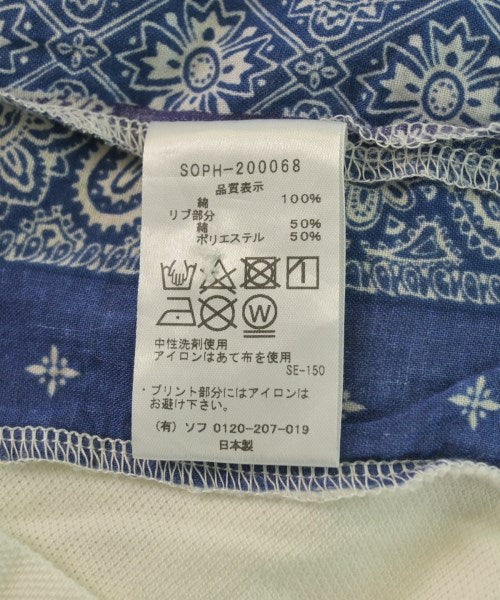 SOPH-200068
品質表示
綿 100%
リブ部分
綿 50%
ポリエステル 50%
W
中性洗剤使用
アイロンはあて布を使用
SE-150
・プリント部分にはアイロンは
お避け下さい。
(有) ソフ 0120-207-019
日本製